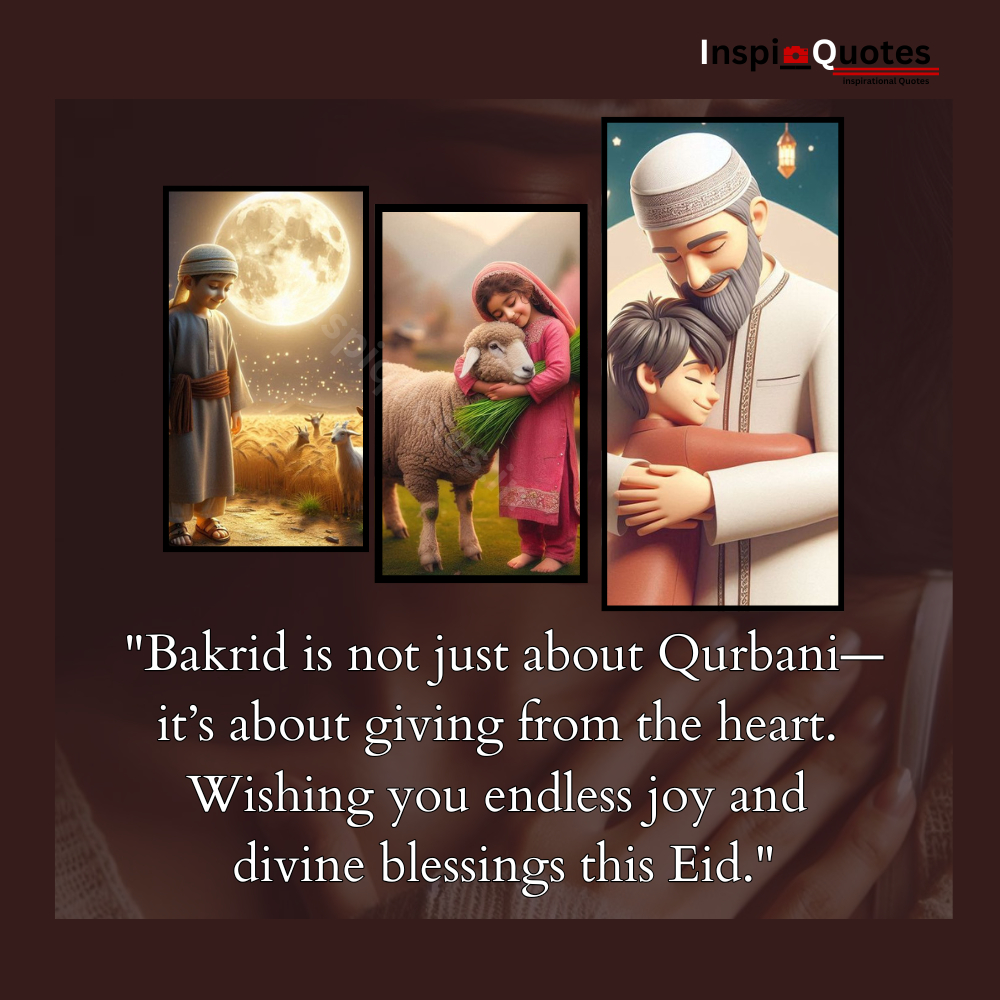 InspiQuotes
inspirational Quotes
"Bakrid is not just about Qurbani—
it’s about giving from the heart.
Wishing you endless joy and
divine blessings this Eid."